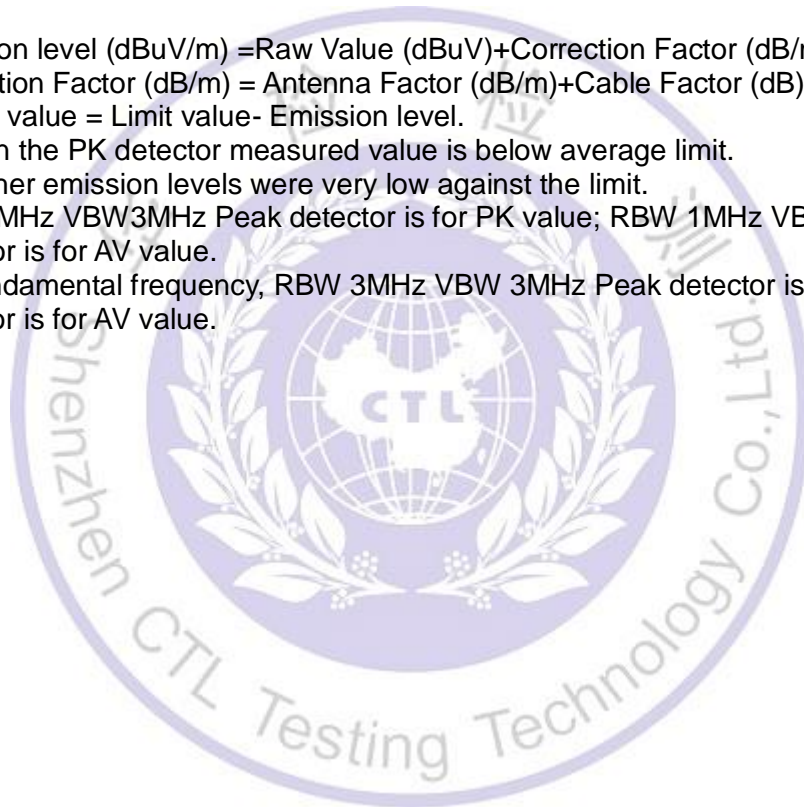 on level (dBuV/m) =Raw Value (dBuV)+Correction Factor (dB/m
tion Factor (dB/m) = Antenna Factor (dB/m)+Cable Factor (dB)
value = Limit value- Emission level.
n the PK detector measured value is below average limit.
her emission levels were very low against the limit.
MHz VBW3MHz Peak detector is for PK value; RBW 1MHz VB
or is for AV value.
ndamental frequency, RBW 3MHz VBW 3MHz Peak detector is
or is for AV value.
检 测
CTL
Shenzhen CTL Testing Technology Co., Ltd.